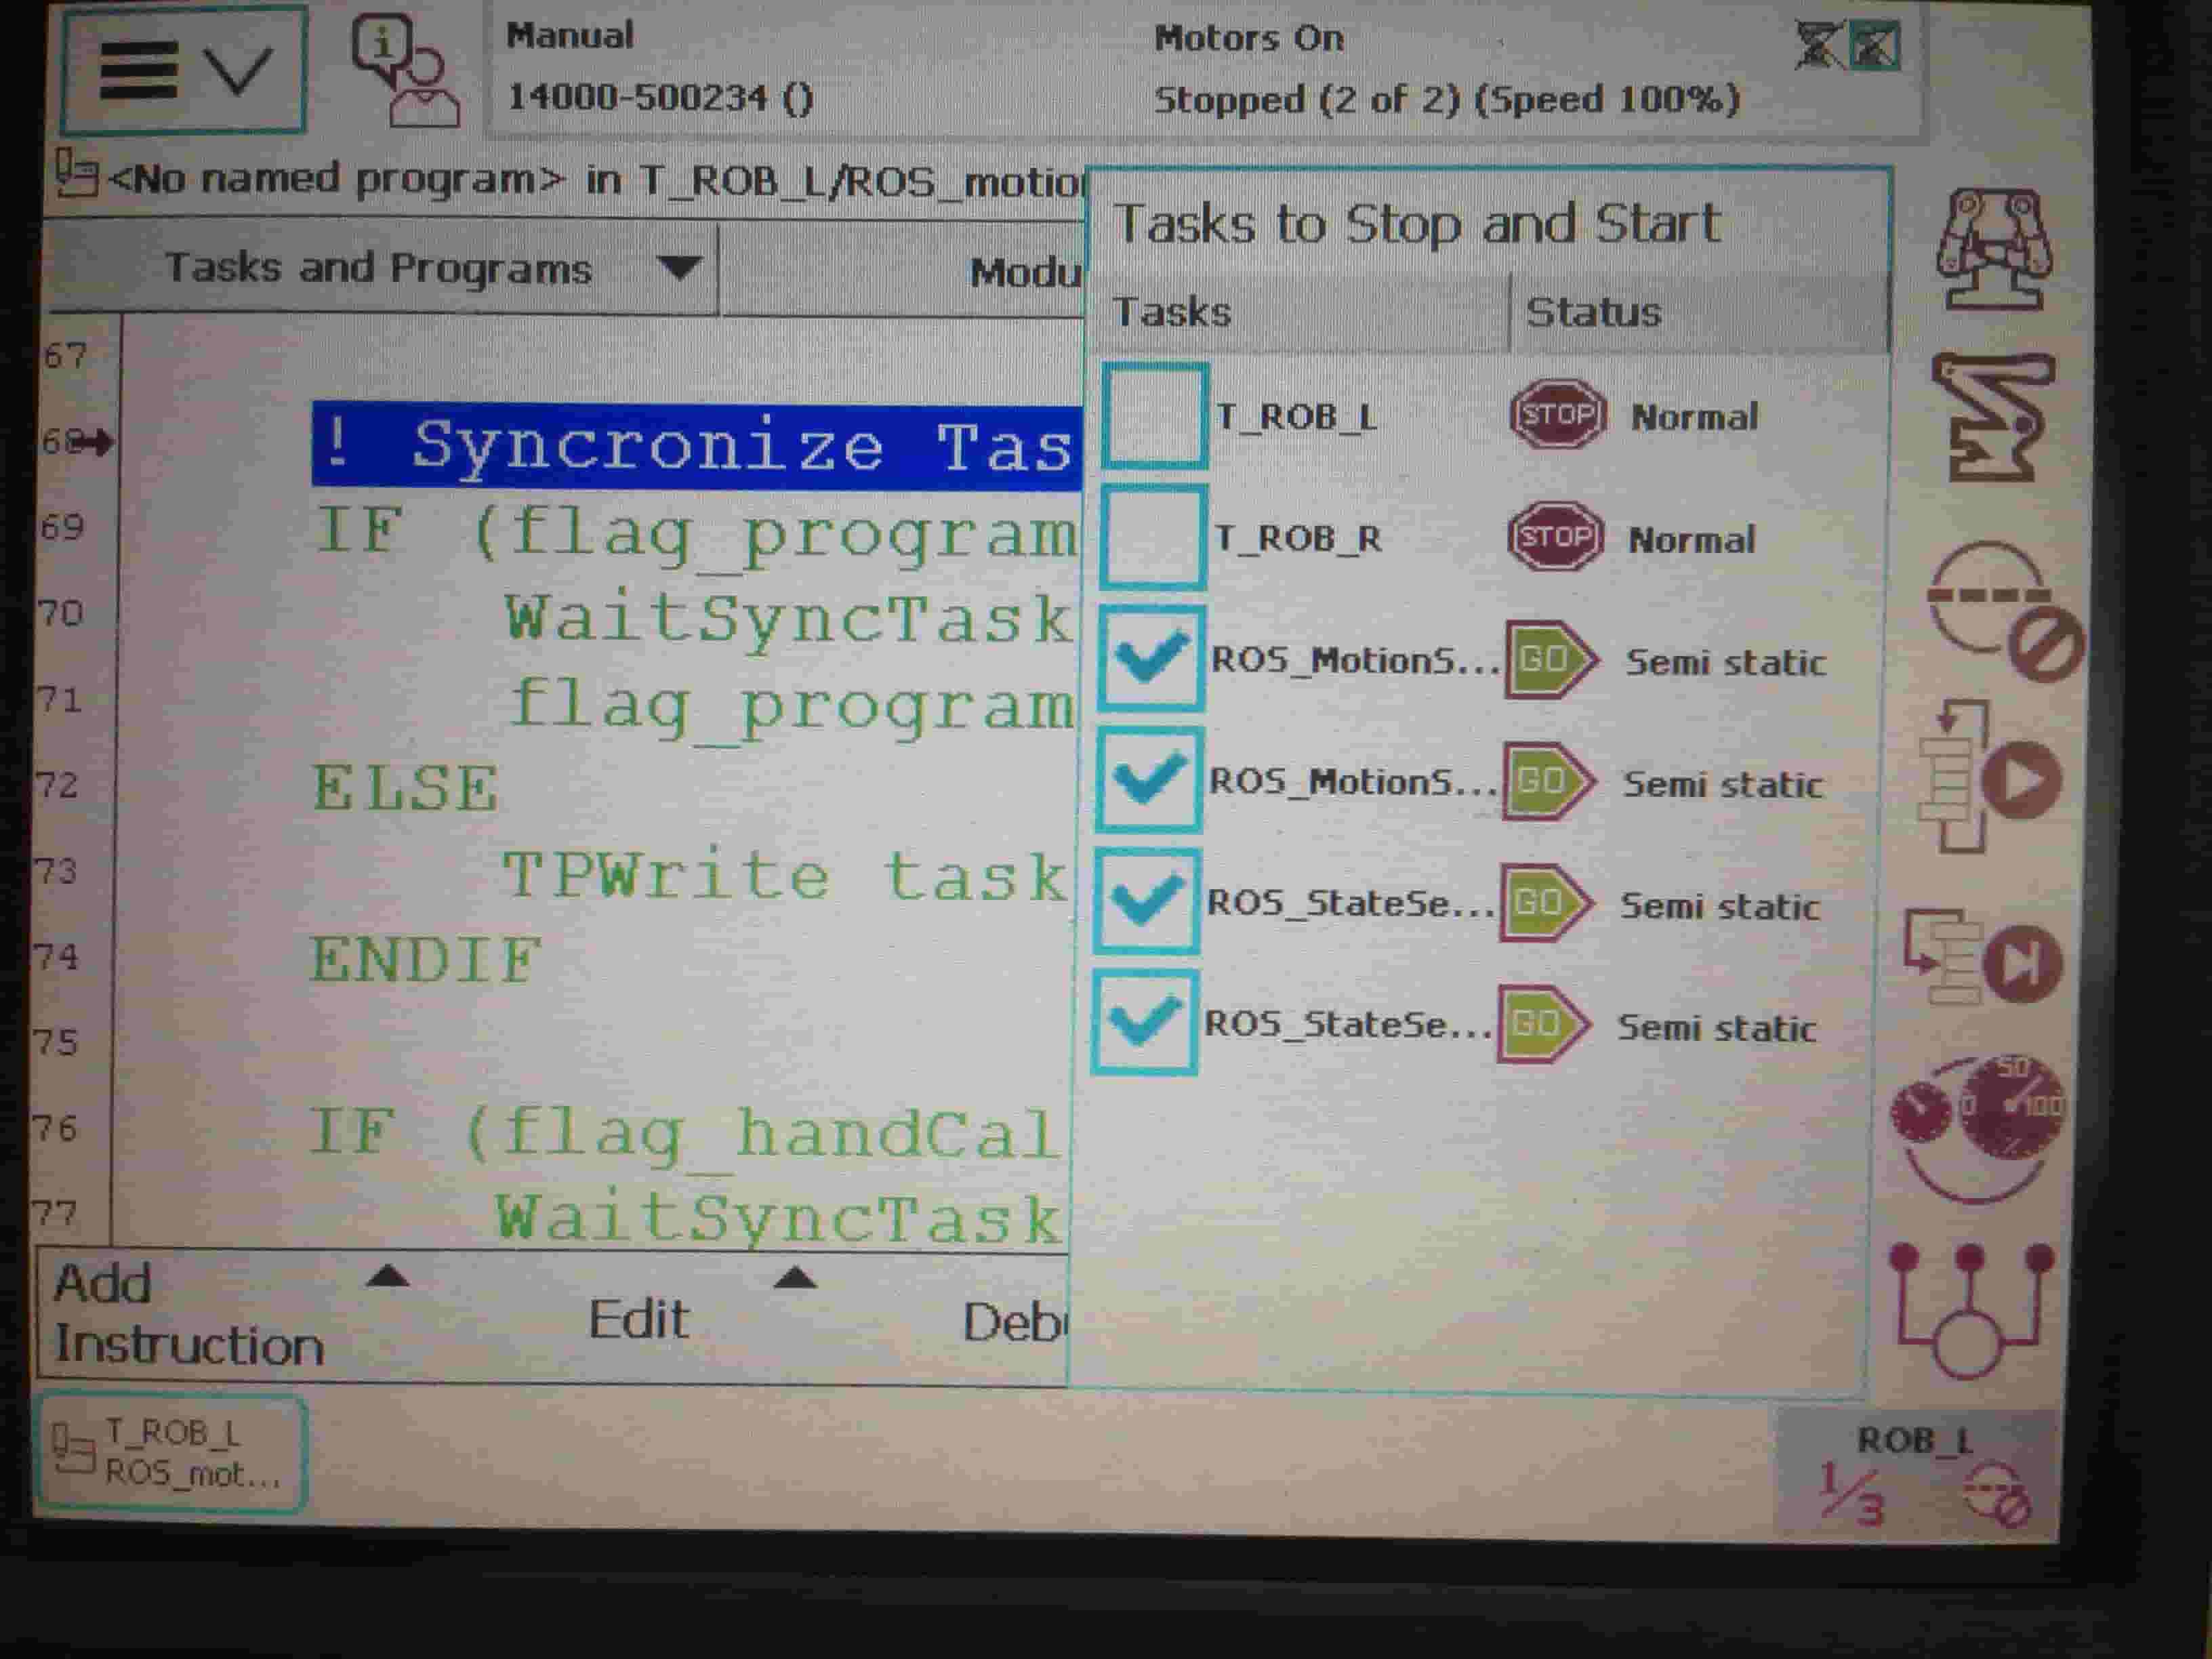 Manual
Motors On
14000-500234 ()
Stopped (2 of 2) (Speed 100%)
<No named program> in T_ROB_L/ROS_motio
Tasks and Programs
Modu
Tasks to Stop and Start
Tasks
Status
67
68
! Syncronize Tas
69
IF (flag_program
70
WaitSyncTask
71
flag_program
72
ELSE
73
TPWrite task
74
ENDIF
75
76
IF (flag_handCal
77
WaitSyncTask
T_ROB_L STOP Normal
T_ROB_R STOP Normal
ROS_MotionS... GO Semi static
ROS_MotionS... GO Semi static
ROS_StateSe... GO Semi static
ROS_StateSe... GO Semi static
50
0
100
%
Add
Instruction
Edit
Deb
T_ROB_L
ROS_mot...
ROB_L
1/3